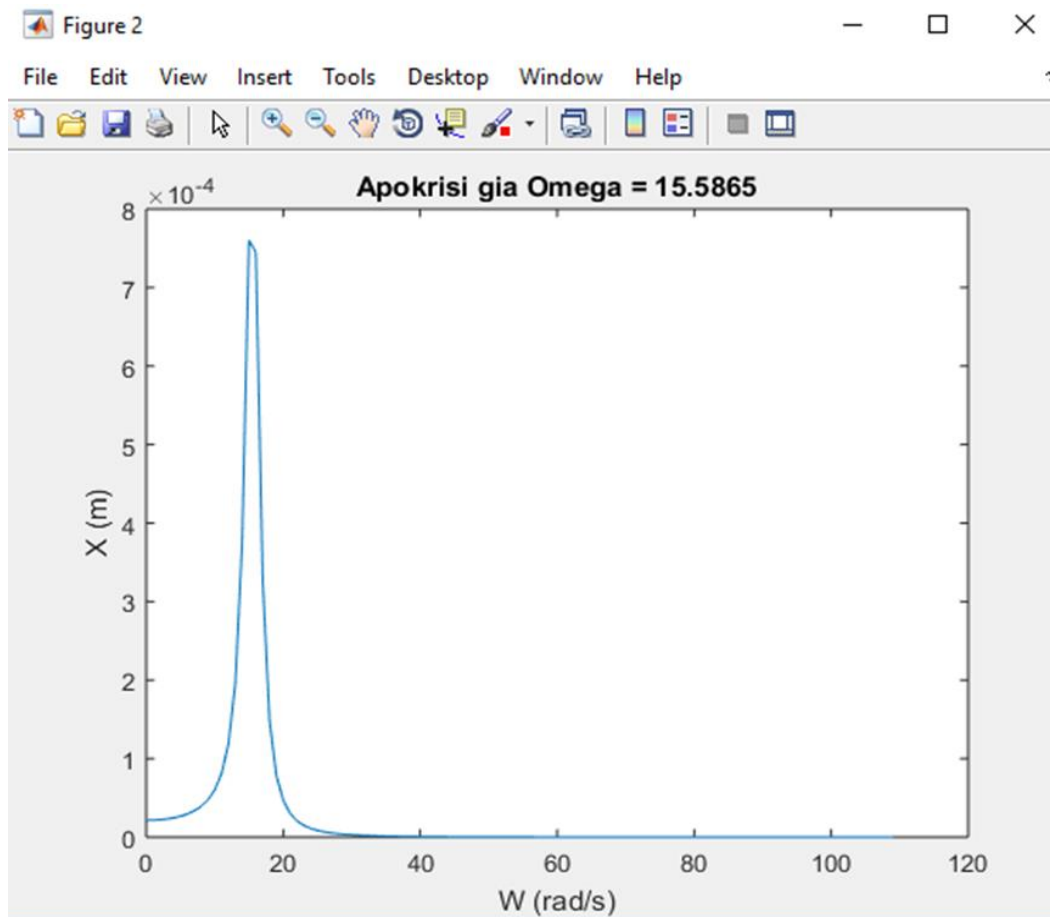 Figure 2
File Edit View Insert Tools Desktop Window Help
Apokrisi gia Omega = 15.5865
×10⁻⁴
8
7
6
5
4
3
2
1
0
X (m)
0 20 40 60 80 100 120
W (rad/s)